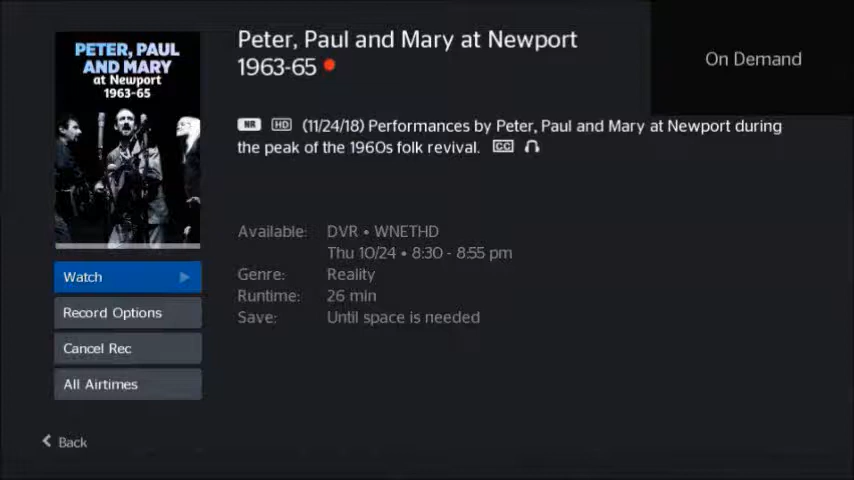 PETER, PAUL
AND MARY
at Newport
1963-65
Peter, Paul and Mary at Newport
1963-65
On Demand
NR HD (11/24/18) Performances by Peter, Paul and Mary at Newport during
the peak of the 1960s folk revival. CC
Available: DVR • WNETHD
Thu 10/24 • 8:30 - 8:55 pm
Genre: Reality
Runtime: 26 min
Save: Until space is needed
Watch
Record Options
Cancel Rec
All Airtimes
Back